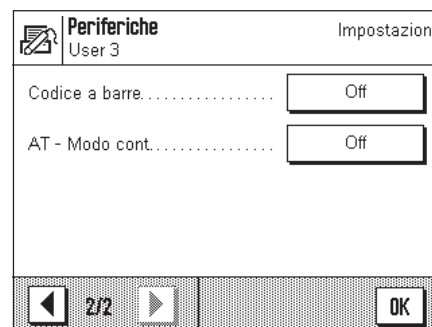 Periferiche
Impostazion
User 3
Codice a barre................. Off
AT - Modo cont................ Off
2/2
OK